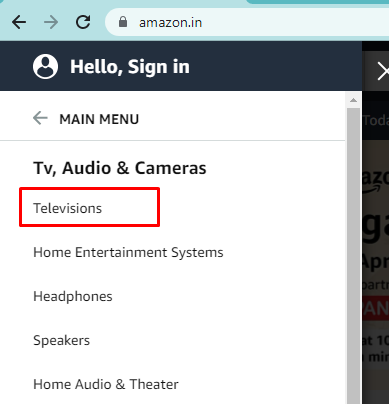 amazon.in
Hello, Sign in
MAIN MENU
Toda
Tv, Audio & Cameras
Televisions
Home Entertainment Systems
Headphones
Speakers
Home Audio & Theater